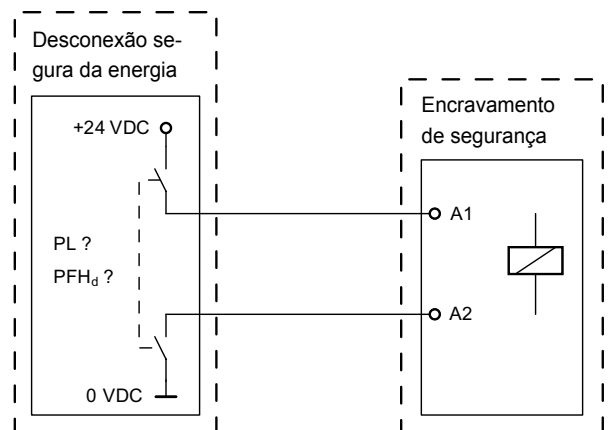 Desconexão se-
gura da energia
+24 VDC
PL ?
PFHd ?
0 VDC
Encravamento
de segurança
A1
A2